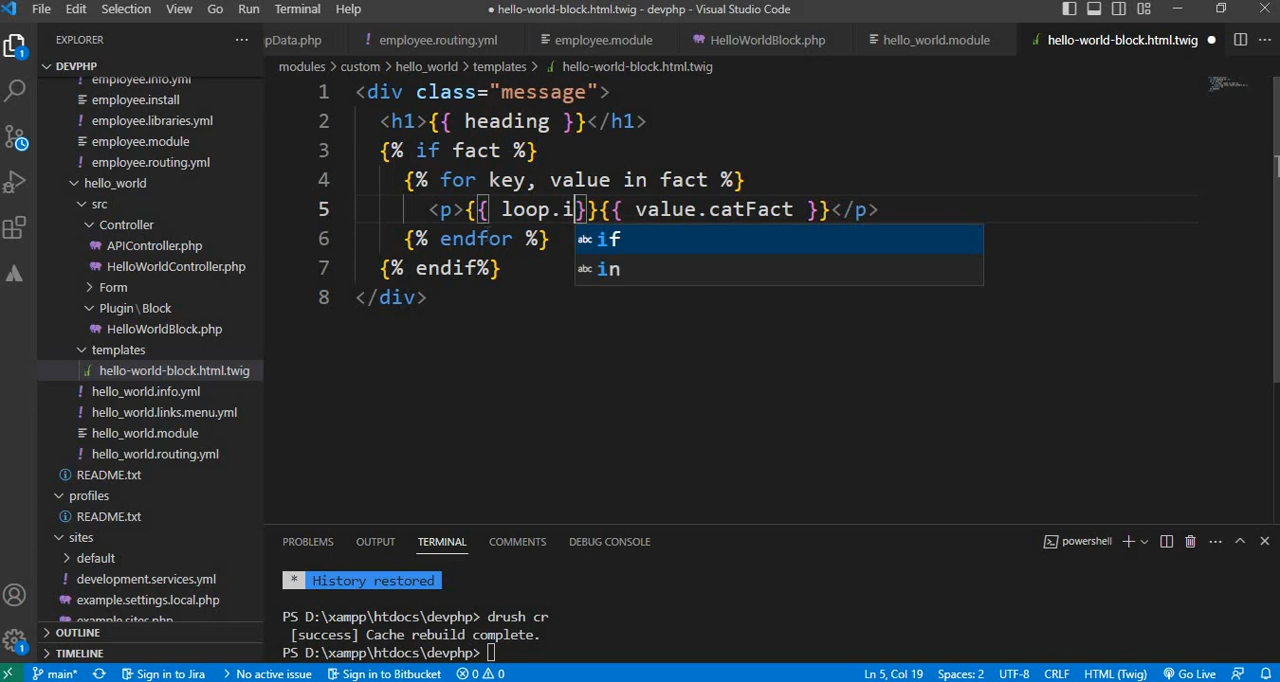 File Edit Selection View Go Run Terminal Help ● hello-world-block.html.twig - devphp - Visual Studio Code
EXPLORER ···
pData.php
! employee.routing.yml
employee.module
HelloWorldBlock.php
hello_world.module
hello-world-block.html.twig ●
modules > custom > hello_world > templates > hello-world-block.html.twig
DEVPHP
employee.info.yml
employee.install
! employee.libraries.yml
employee.module
! employee.routing.yml
hello_world
src
Controller
APIController.php
HelloWorldController.php
Form
Plugin\Block
HelloWorldBlock.php
templates
hello-world-block.html.twig
! hello_world.info.yml
! hello_world.links.menu.yml
hello_world.module
! hello_world.routing.yml
README.txt
profiles
README.txt
sites
default
! development.services.yml
example.settings.local.php
example.sites.php
OUTLINE
TIMELINE
1 <div class="message">
2 <h1>{{ heading }}</h1>
3 {% if fact %}
4 {% for key, value in fact %}
5 <p>{{ loop.i}}{{ value.catFact }}</p>
6 {% endfor %}
7 {% endif%}
8 </div>
abc if
abc in
PROBLEMS OUTPUT TERMINAL COMMENTS DEBUG CONSOLE
powershell
* History restored
PS D:\xampp\htdocs\devphp> drush cr
[success] Cache rebuild complete.
PS D:\xampp\htdocs\devphp>
1
1
main* Sign in to Jira No active issue Sign in to Bitbucket 0 0 Ln 5, Col 19 Spaces: 2 UTF-8 CRLF HTML (Twig) Go Live